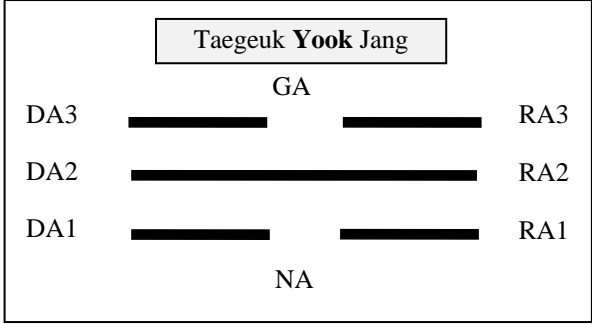 Taegeuk Yook Jang
GA
DA3 RA3
DA2 RA2
DA1 RA1
NA